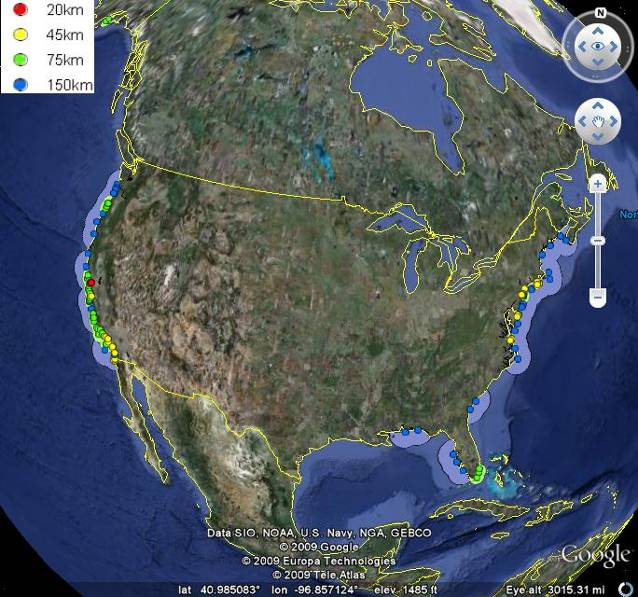 20km
45km
75km
150km
N
Nor
Data SIO, NOAA, U.S. Navy, NGA, GEBCO
© 2009 Google
© 2009 Europa Technologies
© 2009 Tele Atlas
Google
lat 40.985083° lon -96.857124° elev 1485 ft Eye alt 3015.31 mi